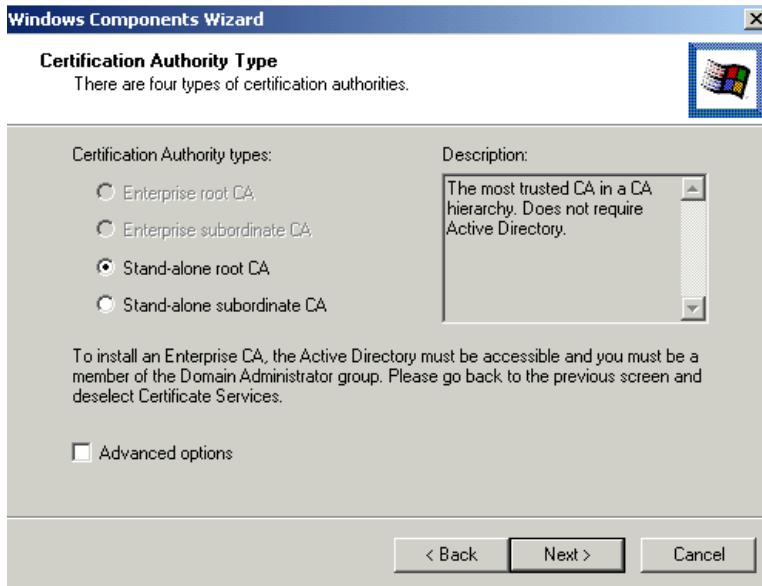 Windows Components Wizard
Certification Authority Type
There are four types of certification authorities.
Certification Authority types:
Enterprise root CA
Enterprise subordinate CA
Stand-alone root CA
Stand-alone subordinate CA
Description:
The most trusted CA in a CA
hierarchy. Does not require
Active Directory.
To install an Enterprise CA, the Active Directory must be accessible and you must be a
member of the Domain Administrator group. Please go back to the previous screen and
deselect Certificate Services.
Advanced options
< Back Next > Cancel